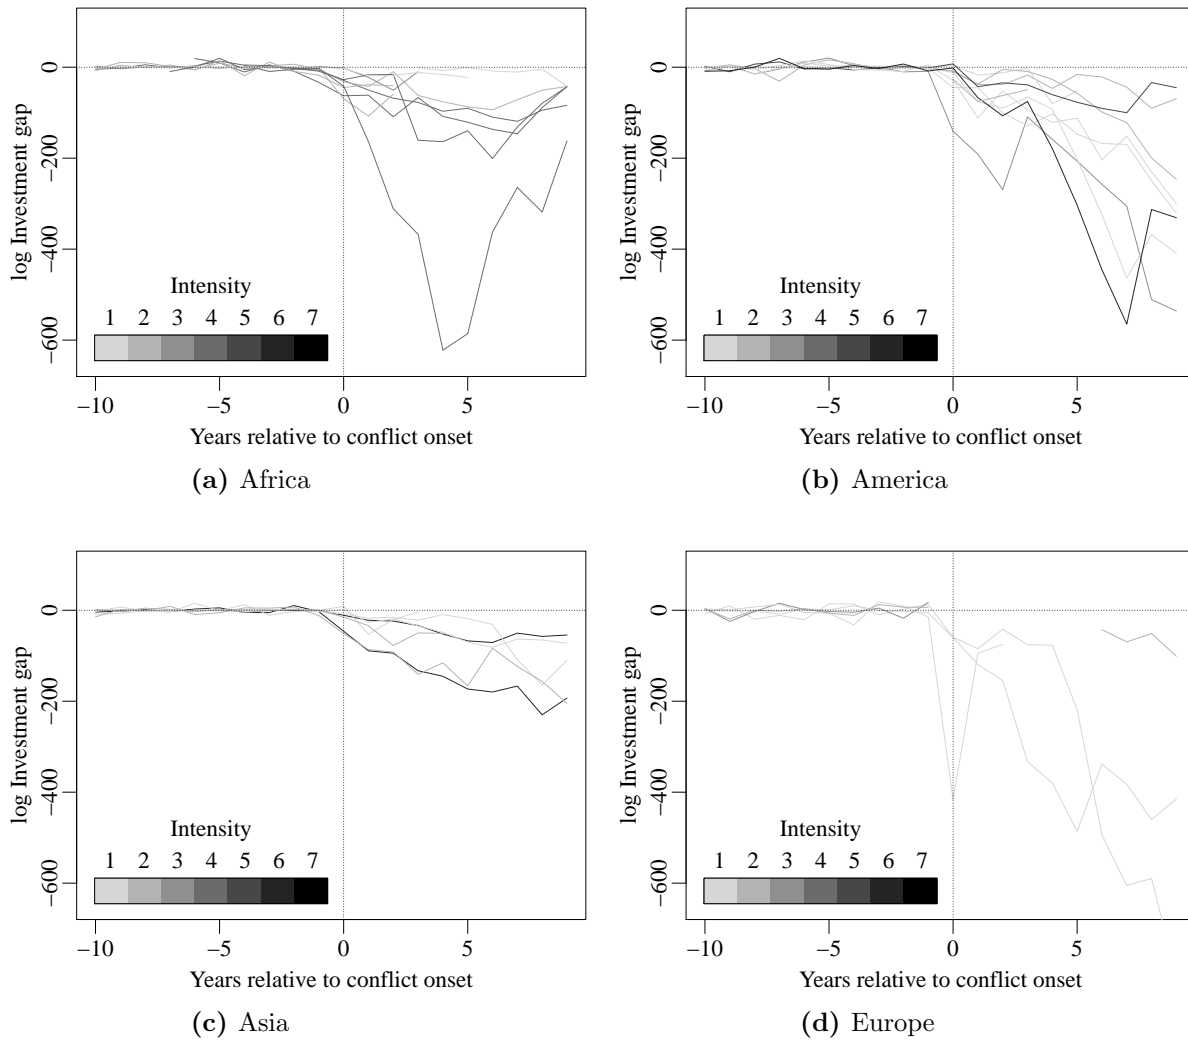 0
−200
−400
−600
log Investment gap
Intensity
1 2 3 4 5 6 7
−10 −5 0 5
Years relative to conflict onset
(a) Africa
0
−200
−400
−600
log Investment gap
Intensity
1 2 3 4 5 6 7
−10 −5 0 5
Years relative to conflict onset
(b) America
0
−200
−400
−600
log Investment gap
Intensity
1 2 3 4 5 6 7
−10 −5 0 5
Years relative to conflict onset
(c) Asia
0
−200
−400
−600
log Investment gap
Intensity
1 2 3 4 5 6 7
−10 −5 0 5
Years relative to conflict onset
(d) Europe